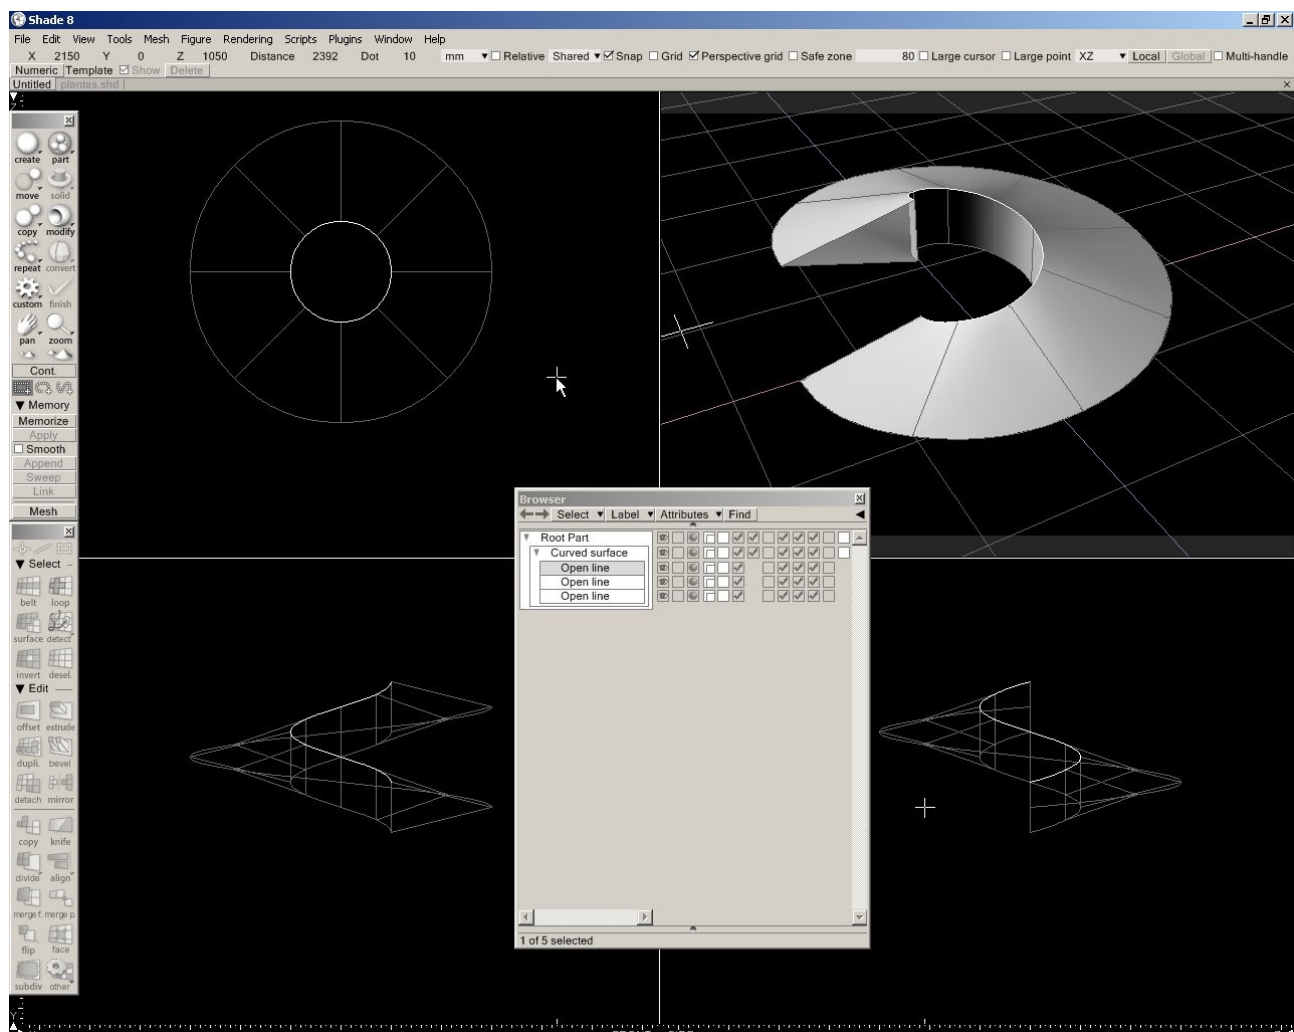 Shade 8
File Edit View Tools Mesh Figure Rendering Scripts Plugins Window Help
X 2150 Y 0 Z 1050 Distance 2392 Dot 10 mm Relative Shared Snap Grid Perspective grid Safe zone 80 Large cursor Large point XZ Local Global Multi-handle
Numeric Template Show Delete
Untitled plantas.shd
create part
move solid
copy modify
repeat convert
custom finish
pan zoom
Cont.
Memory
Memorize
Apply
Smooth
Append
Sweep
Link
Mesh
Select
belt loop
surface detect
invert desel.
Edit
offset extrude
dupli. bevel
detach mirror
copy knife
divide align
merge f. merge p.
flip face
subdiv other
Browser
Select Label Attributes Find
Root Part
Curved surface
Open line
Open line
Open line
1 of 5 selected